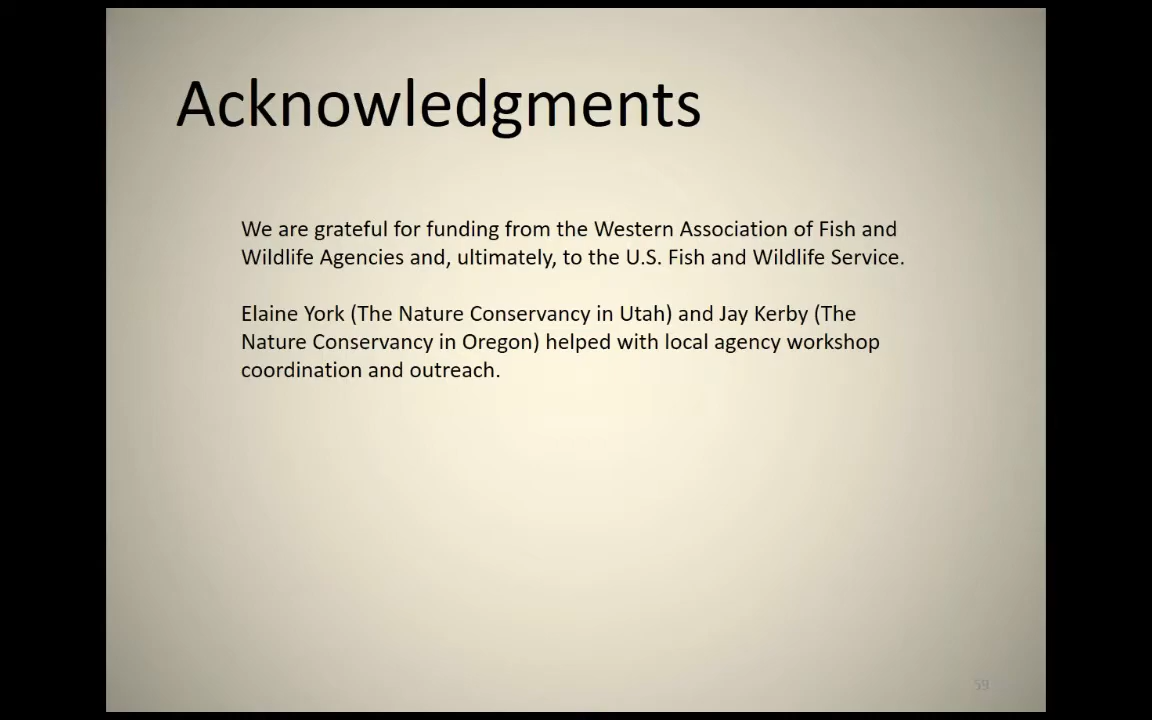 Acknowledgments
We are grateful for funding from the Western Association of Fish and
Wildlife Agencies and, ultimately, to the U.S. Fish and Wildlife Service.
Elaine York (The Nature Conservancy in Utah) and Jay Kerby (The
Nature Conservancy in Oregon) helped with local agency workshop
coordination and outreach.
59